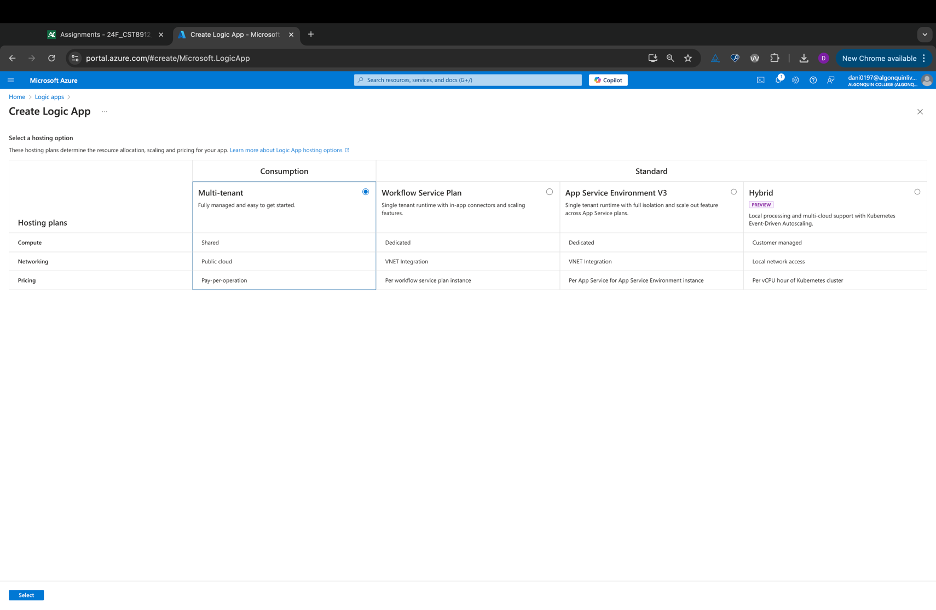 Assignments - 24F_CST8912
Create Logic App - Microsoft
portal.azure.com/#create/Microsoft.LogicApp
New Chrome available
Microsoft Azure
Search resources, services, and docs (G+/)
Copilot
1
D
W
dani0197@algonquinliv...
ALGONQUIN COLLEGE (ALGONQ...
Home > Logic apps >
Create Logic App ...
Select a hosting option
These hosting plans determine the resource allocation, scaling and pricing for your app. Learn more about Logic App hosting options
Consumption
Standard
Hosting plans
Multi-tenant
Fully managed and easy to get started.
Workflow Service Plan
Single tenant runtime with in-app connectors and scaling
features.
App Service Environment V3
Single tenant runtime with full isolation and scale out feature
across App Service plans.
Hybrid
PREVIEW
Local processing and multi-cloud support with Kubernetes
Event-Driven Autoscaling.
Compute
Shared
Dedicated
Dedicated
Customer managed
Networking
Public cloud
VNET Integration
VNET Integration
Local network access
Pricing
Pay-per-operation
Per workflow service plan instance
Per App Service for App Service Environment instance
Per vCPU hour of Kubernetes cluster
Select